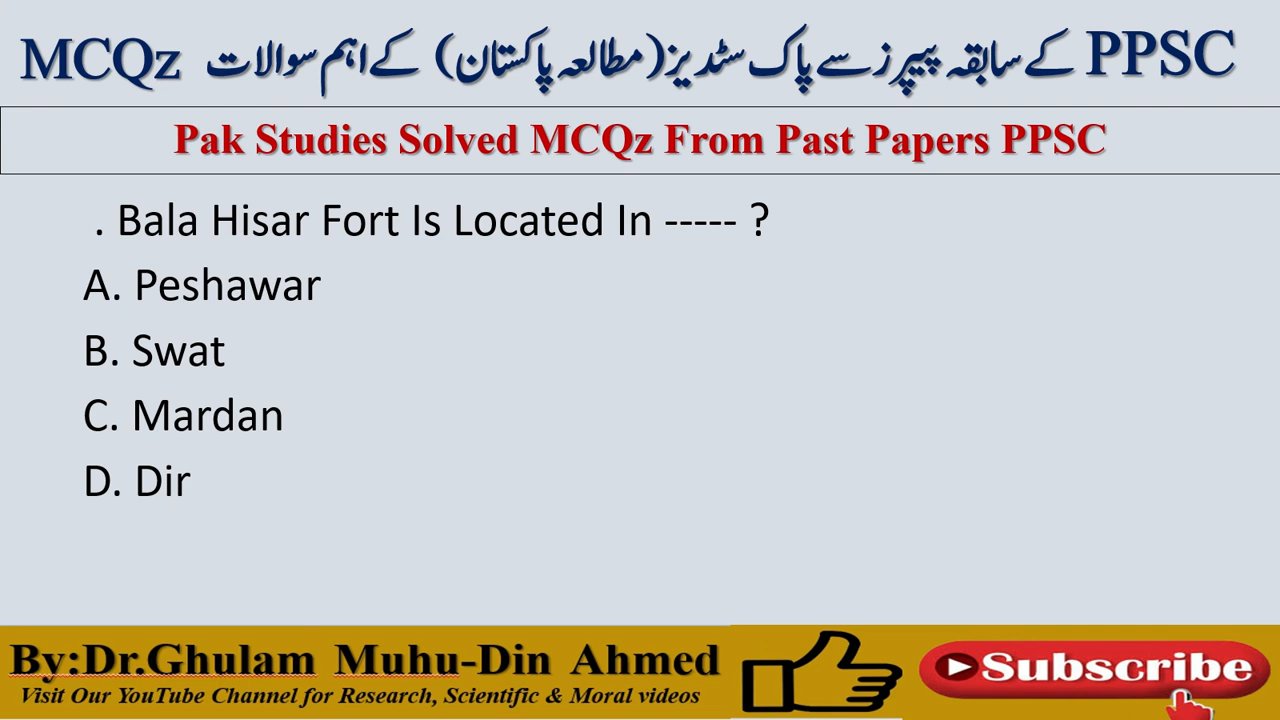 PPSC کے سابقہ پیپرز سے پاک سٹڈیز(مطالعہ پاکستان) کے اہم سوالات MCQz
Pak Studies Solved MCQz From Past Papers PPSC
. Bala Hisar Fort Is Located In ----- ?
A. Peshawar
B. Swat
C. Mardan
D. Dir
By:Dr.Ghulam Muhu-Din Ahmed
Visit Our YouTube Channel for Research, Scientific & Moral videos
Subscribe